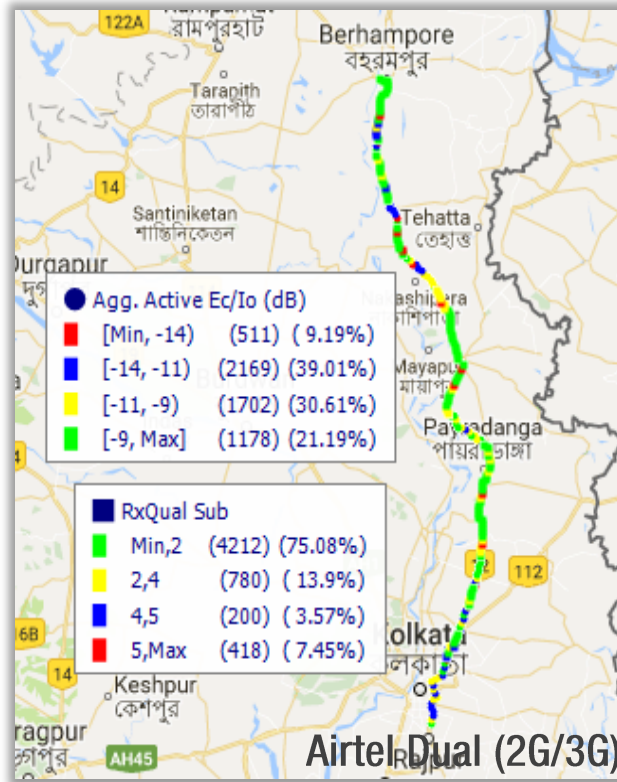 122A
রামপুরহাট
Berhampore
বহরমপুর
Tarapith
তারাপীঠ
14
Santiniketan
শান্তিনিকেতন
Tehatta
তেহাত্ত
Durgapur
Agg. Active Ec/Io (dB)
[Min, -14) (511) ( 9.19%)
[-14, -11) (2169) (39.01%)
[-11, -9) (1702) (30.61%)
[-9, Max] (1178) (21.19%)
Mayapur
মায়াপুর
RxQual Sub
Min,2 (4212) (75.08%)
2,4 (780) ( 13.9%)
4,5 (200) ( 3.57%)
5,Max (418) ( 7.45%)
112
16B
Kolkata
কলকাতা
14
Keshpur
কেশপুর
AH45
Rajpur
Airtel Dual (2G/3G)